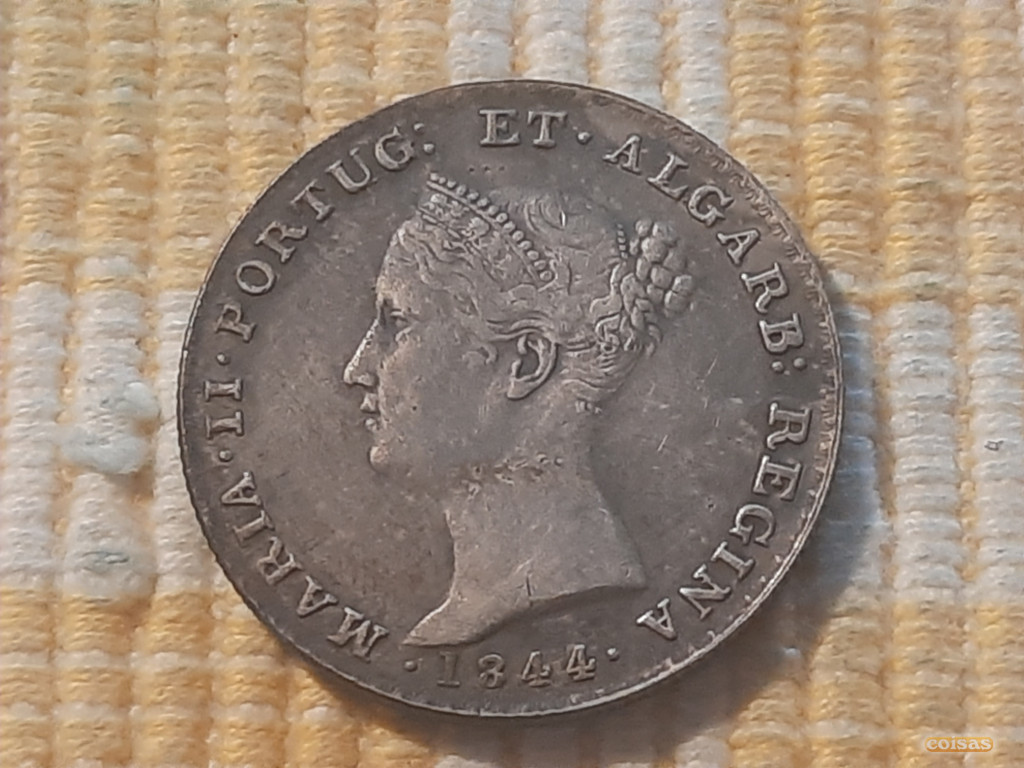 MARIA·II·PORTUG: ET·ALGARB: REGINA
·1844·
coisas